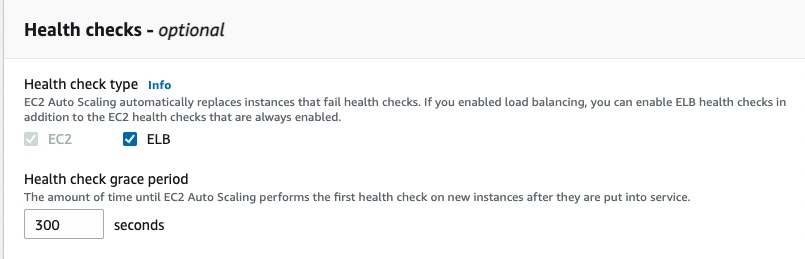 Health checks - optional
Health check type Info
EC2 Auto Scaling automatically replaces instances that fail health checks. If you enabled load balancing, you can enable ELB health checks in
addition to the EC2 health checks that are always enabled.
EC2 ELB
Health check grace period
The amount of time until EC2 Auto Scaling performs the first health check on new instances after they are put into service.
300 seconds